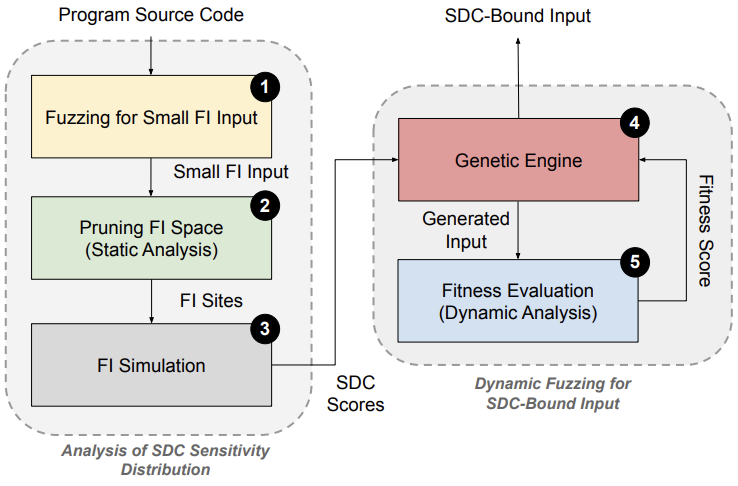 Program Source Code
1
Fuzzing for Small FI Input
Small FI Input
2
Pruning FI Space
(Static Analysis)
FI Sites
3
FI Simulation
SDC
Scores
Analysis of SDC Sensitivity
Distribution
SDC-Bound Input
4
Genetic Engine
Generated
Input
Fitness Score
5
Fitness Evaluation
(Dynamic Analysis)
Dynamic Fuzzing for
SDC-Bound Input